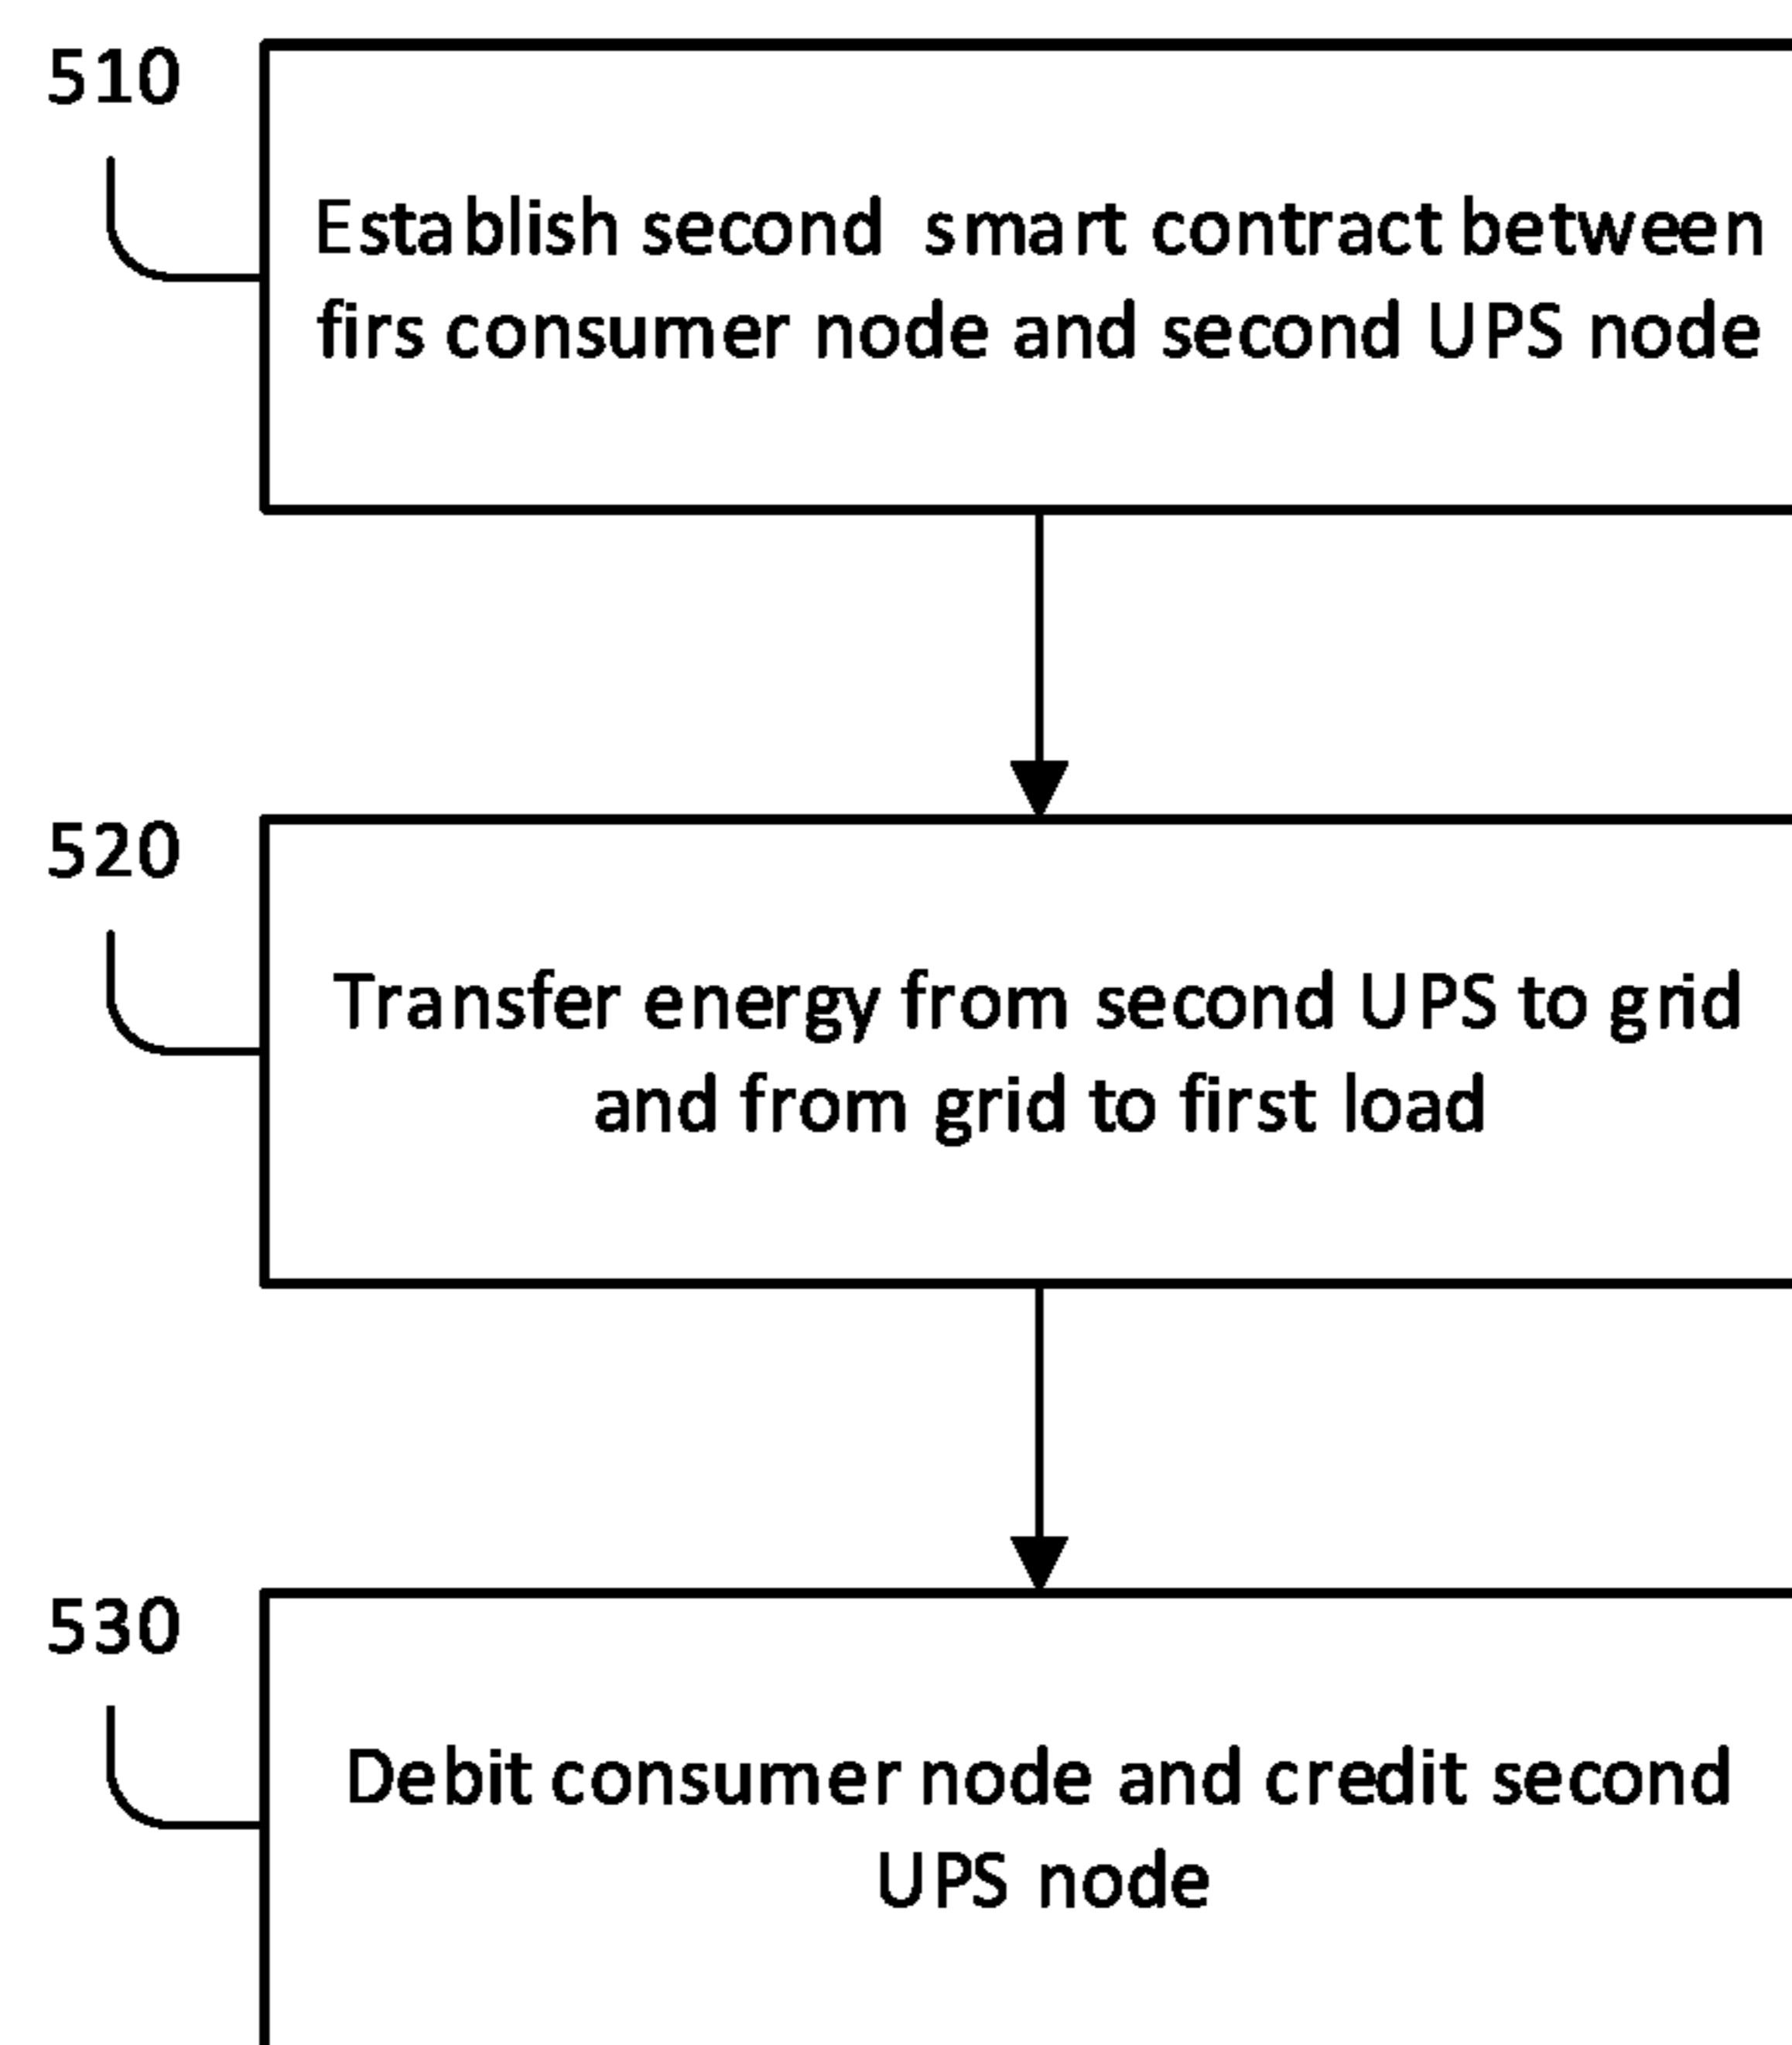 510
Establish second smart contract between
firs consumer node and second UPS node
520
Transfer energy from second UPS to grid
and from grid to first load
530
Debit consumer node and credit second
UPS node